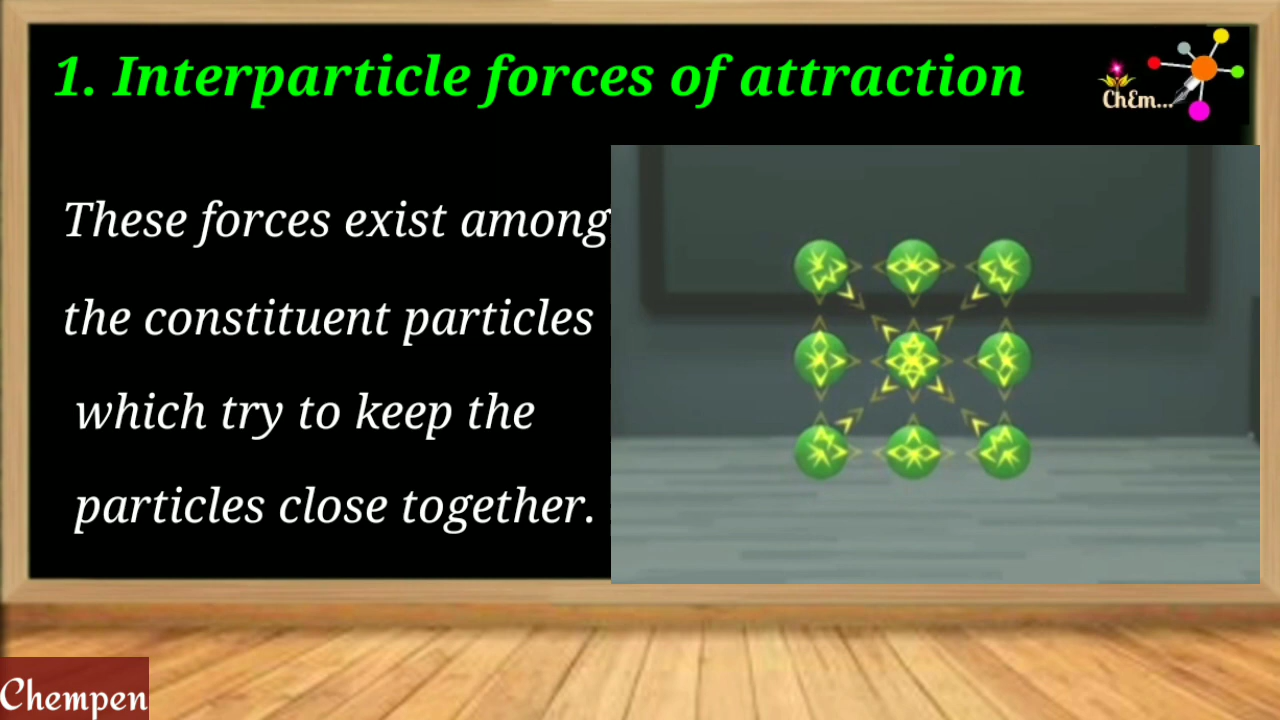 1. Interparticle forces of attraction
ChEm...
These forces exist among
the constituent particles
which try to keep the
particles close together.
Chempen